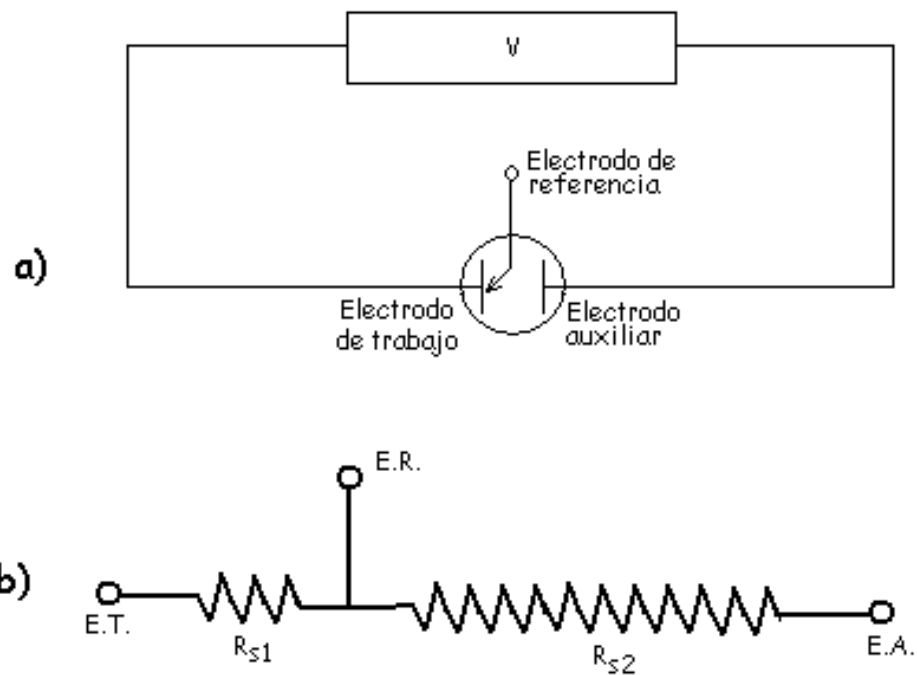 V
Electrodo de
referencia
a)
Electrodo
de trabajo
Electrodo
auxiliar
E.R.
b)
E.T.
RS1
RS2
E.A.